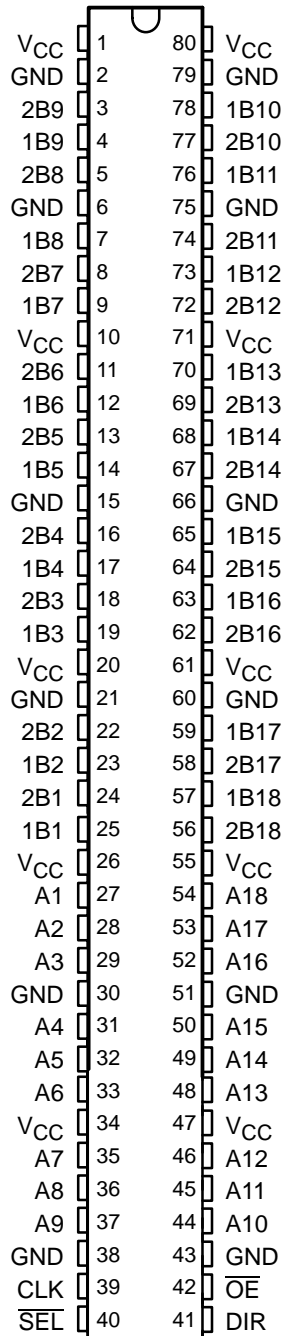 VCC 1 80 VCC
GND 2 79 GND
2B9 3 78 1B10
1B9 4 77 2B10
2B8 5 76 1B11
GND 6 75 GND
1B8 7 74 2B11
2B7 8 73 1B12
1B7 9 72 2B12
VCC 10 71 VCC
2B6 11 70 1B13
1B6 12 69 2B13
2B5 13 68 1B14
1B5 14 67 2B14
GND 15 66 GND
2B4 16 65 1B15
1B4 17 64 2B15
2B3 18 63 1B16
1B3 19 62 2B16
VCC 20 61 VCC
GND 21 60 GND
2B2 22 59 1B17
1B2 23 58 2B17
2B1 24 57 1B18
1B1 25 56 2B18
VCC 26 55 VCC
A1 27 54 A18
A2 28 53 A17
A3 29 52 A16
GND 30 51 GND
A4 31 50 A15
A5 32 49 A14
A6 33 48 A13
VCC 34 47 VCC
A7 35 46 A12
A8 36 45 A11
A9 37 44 A10
GND 38 43 GND
CLK 39 42 O̅E̅
S̅E̅L̅ 40 41 DIR